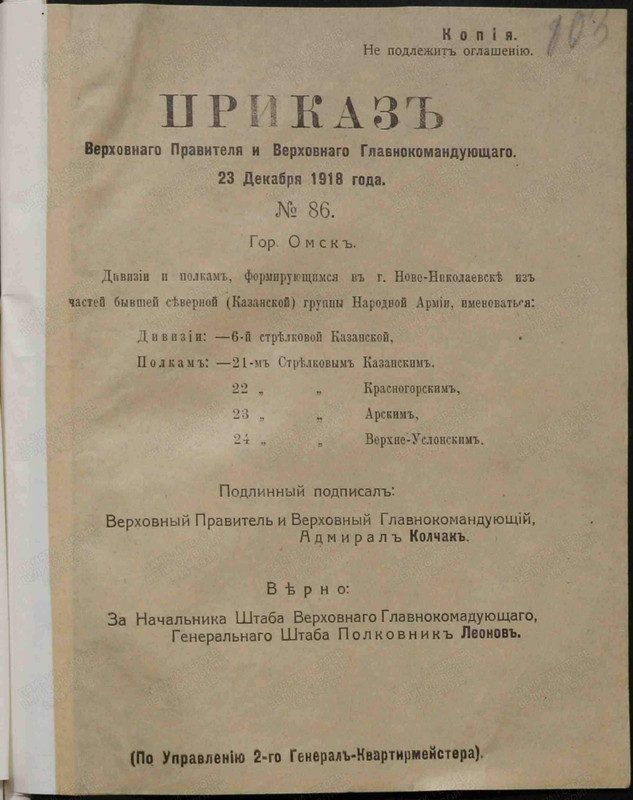 Копія.
Не подлежитъ оглашенію.
ПРИКАЗЪ
Верховнаго Правителя и Верховнаго Главнокомандующаго.
23 Декабря 1918 года.
№ 86.
Гор. Омскъ.
Дивизіи и полкамъ, формирующимся въ г. Ново-Николаевскѣ изъ
частей бывшей сѣверной (Казанской) группы Народной Арміи, именоваться:
Дивизіи: —6-й стрѣлковой Казанской,
Полкамъ: —21-мъ Стрѣлковымъ Казанскимъ.
22 „ „ Красногорскимъ,
23 „ „ Арскимъ,
24 „ „ Верхне-Услонскимъ.
Подлинный подписалъ:
Верховный Правитель и Верховный Главнокомандующій,
Адмиралъ Колчакъ.
Вѣрно:
За Начальника Штаба Верховнаго Главнокомадующаго,
Генеральнаго Штаба Полковникъ Леоновъ.
(По Управленію 2-го Генералъ-Квартирмейстера).